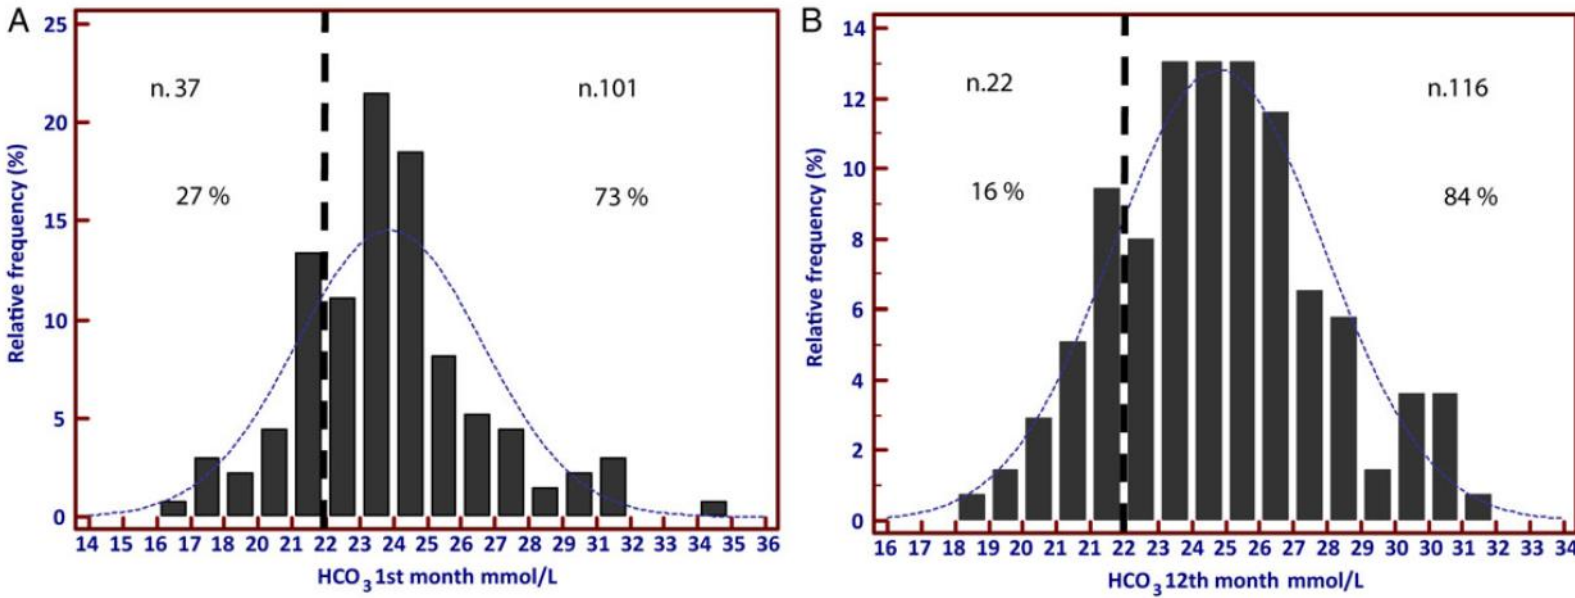 A
25
20
15
10
5
0
Relative frequency (%)
n.37
n.101
27 %
73 %
14 15 16 17 18 20 21 22 23 24 25 26 27 28 29 31 32 33 34 35 36
HCO3 1st month mmol/L
B
14
12
10
8
6
4
2
0
Relative frequency (%)
n.22
n.116
16 %
84 %
16 17 18 19 20 21 21 22 23 24 25 26 27 28 29 30 30 31 32 33 34
HCO3 12th month mmol/L